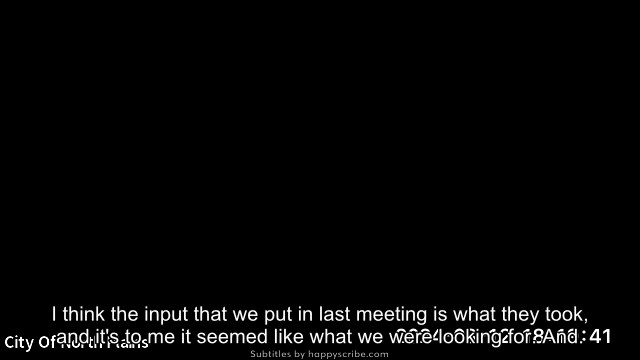 I think the input that we put in last meeting is what they took,
and it's to me it seemed like what we were looking for. And.
City Of North Plains
Subtitles by happyscribe.com